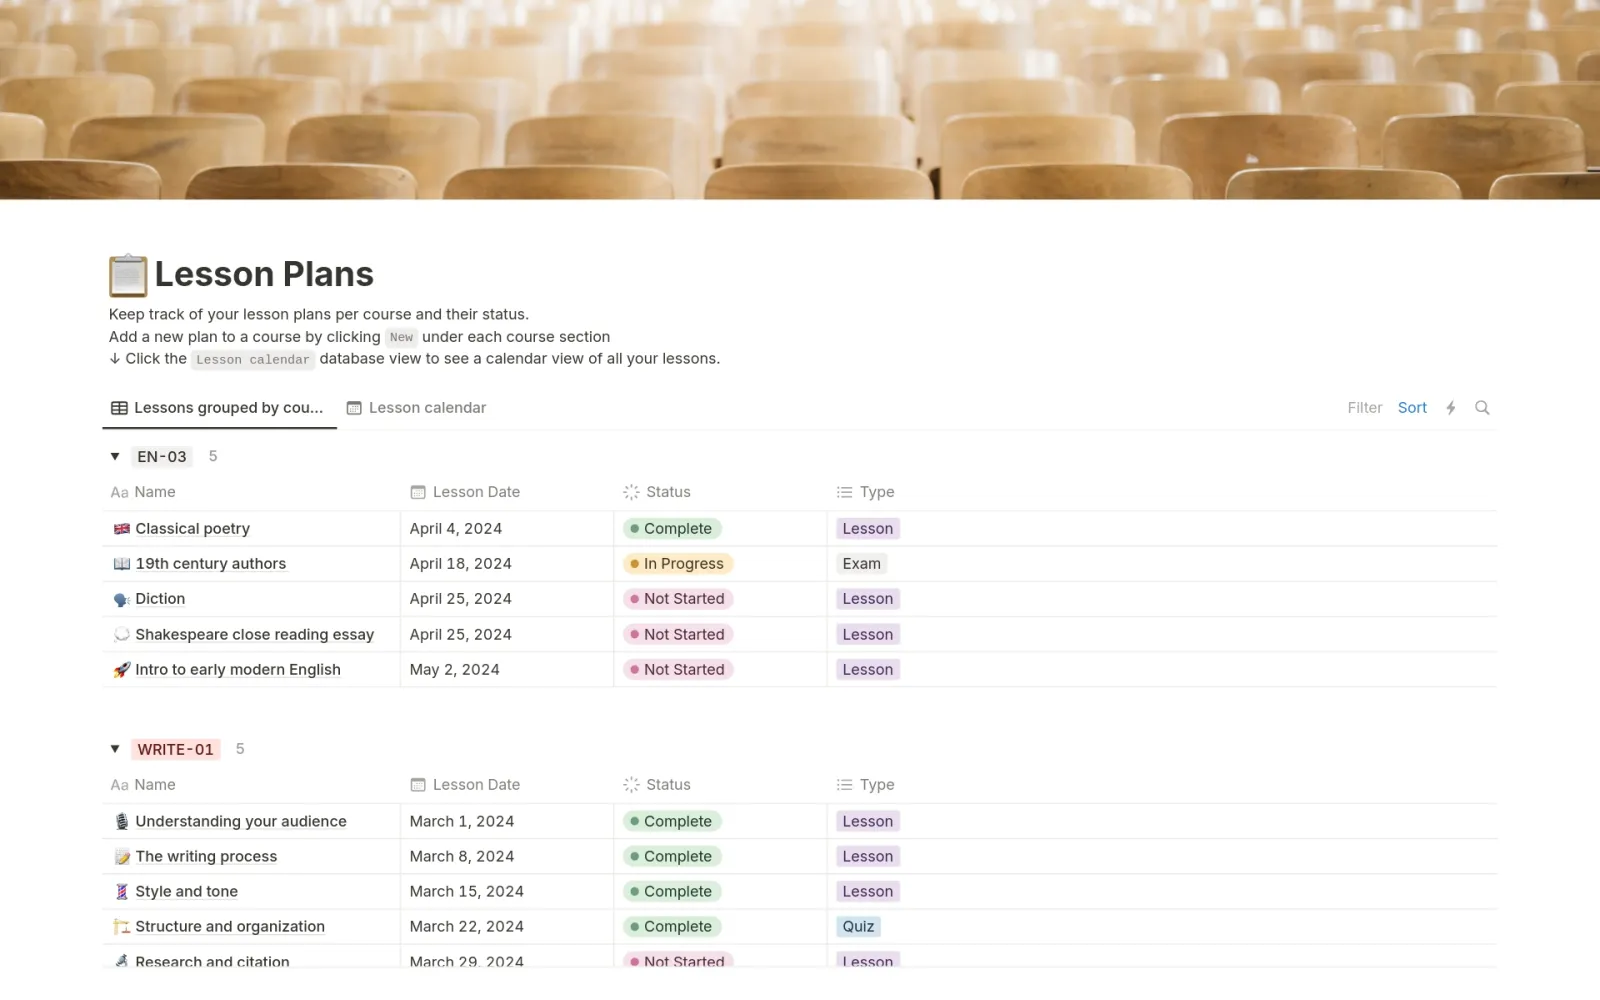 Lesson Plans
Keep track of your lesson plans per course and their status.
Add a new plan to a course by clicking New under each course section
↓ Click the Lesson calendar database view to see a calendar view of all your lessons.
Lessons grouped by cou... Lesson calendar Filter Sort
EN-03 5
Aa Name Lesson Date Status Type
Classical poetry April 4, 2024 Complete Lesson
19th century authors April 18, 2024 In Progress Exam
Diction April 25, 2024 Not Started Lesson
Shakespeare close reading essay April 25, 2024 Not Started Lesson
Intro to early modern English May 2, 2024 Not Started Lesson
WRITE-01 5
Aa Name Lesson Date Status Type
Understanding your audience March 1, 2024 Complete Lesson
The writing process March 8, 2024 Complete Lesson
Style and tone March 15, 2024 Complete Lesson
Structure and organization March 22, 2024 Complete Quiz
Research and citation March 29, 2024 Not Started Lesson